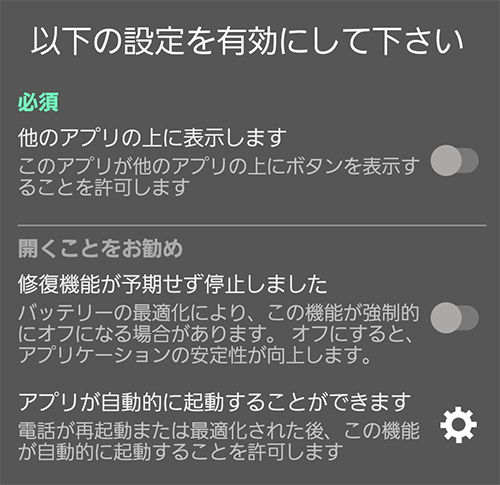 以下の設定を有効にして下さい
必須
他のアプリの上に表示します
このアプリが他のアプリの上にボタンを表示す
ることを許可します
開くことをお勧め
修復機能が予期せず停止しました
バッテリーの最適化により、この機能が強制的
にオフになる場合があります。 オフにすると、
アプリケーションの安定性が向上します。
アプリが自動的に起動することができます
電話が再起動または最適化された後、この機能
が自動的に起動することを許可します